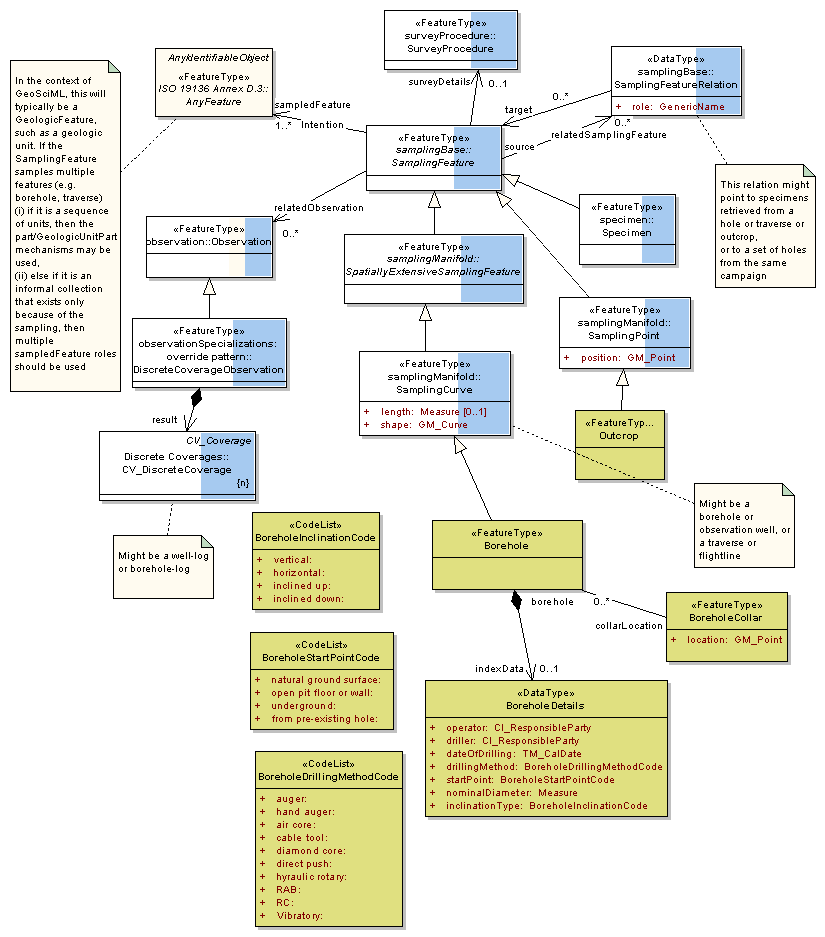 «FeatureType»
surveyProcedure::
SurveyProcedure
AnyIdentifiableObject
«FeatureType»
ISO 19136 Annex D.3::
AnyFeature
«DataType»
samplingBase::
SamplingFeatureRelation
+ role: GenericName
In the context of
GeoSciML, this will
typically be a
GeologicFeature,
such as a geologic
unit. If the
SamplingFeature
samples multiple
features (e.g.
borehole, traverse)
(i) if it is a sequence
of units, then the
part/GeologicUnitPart
mechanisms may be
used,
(ii) else if it is an
informal collection
that exists only
because of the
sampling, then
multiple
sampledFeature roles
should be used
surveyDetails
0..1
sampledFeature
1..*
Intention
target
0..*
source
0..*
relatedSamplingFeature
«FeatureType»
samplingBase::
SamplingFeature
This relation might
point to specimens
retrieved from a
hole or traverse or
outcrop,
or to a set of holes
from the same
campaign
relatedObservation
0..*
«FeatureType»
specimen::
Specimen
«FeatureType»
observation::Observation
«FeatureType»
samplingManifold::
SpatiallyExtensiveSamplingFeature
«FeatureType»
samplingManifold::
SamplingPoint
+ position: GM_Point
«FeatureType»
observationSpecializations:
override pattern::
DiscreteCoverageObservation
«FeatureType»
samplingManifold::
SamplingCurve
+ length: Measure [0..1]
+ shape: GM_Curve
«FeatureTyp...
Outcrop
result
CV_Coverage
Discrete Coverages::
CV_DiscreteCoverage
{n}
Might be a
borehole or
observation well, or
a traverse or
flightline
Might be a well-log
or borehole-log
«CodeList»
BoreholeInclinationCode
+ vertical:
+ horizontal:
+ inclined up:
+ inclined down:
«FeatureType»
Borehole
borehole
0..*
collarLocation
«FeatureType»
BoreholeCollar
+ location: GM_Point
«CodeList»
BoreholeStartPointCode
+ natural ground surface:
+ open pit floor or wall:
+ underground:
+ from pre-existing hole:
indexData
0..1
«DataType»
BoreholeDetails
+ operator: CI_ResponsibleParty
+ driller: CI_ResponsibleParty
+ dateOfDrilling: TM_CalDate
+ drillingMethod: BoreholeDrillingMethodCode
+ startPoint: BoreholeStartPointCode
+ nominalDiameter: Measure
+ inclinationType: BoreholeInclinationCode
«CodeList»
BoreholeDrillingMethodCode
+ auger:
+ hand auger:
+ air core:
+ cable tool:
+ diamond core:
+ direct push:
+ hyraulic rotary:
+ RAB:
+ RC:
+ Vibratory: